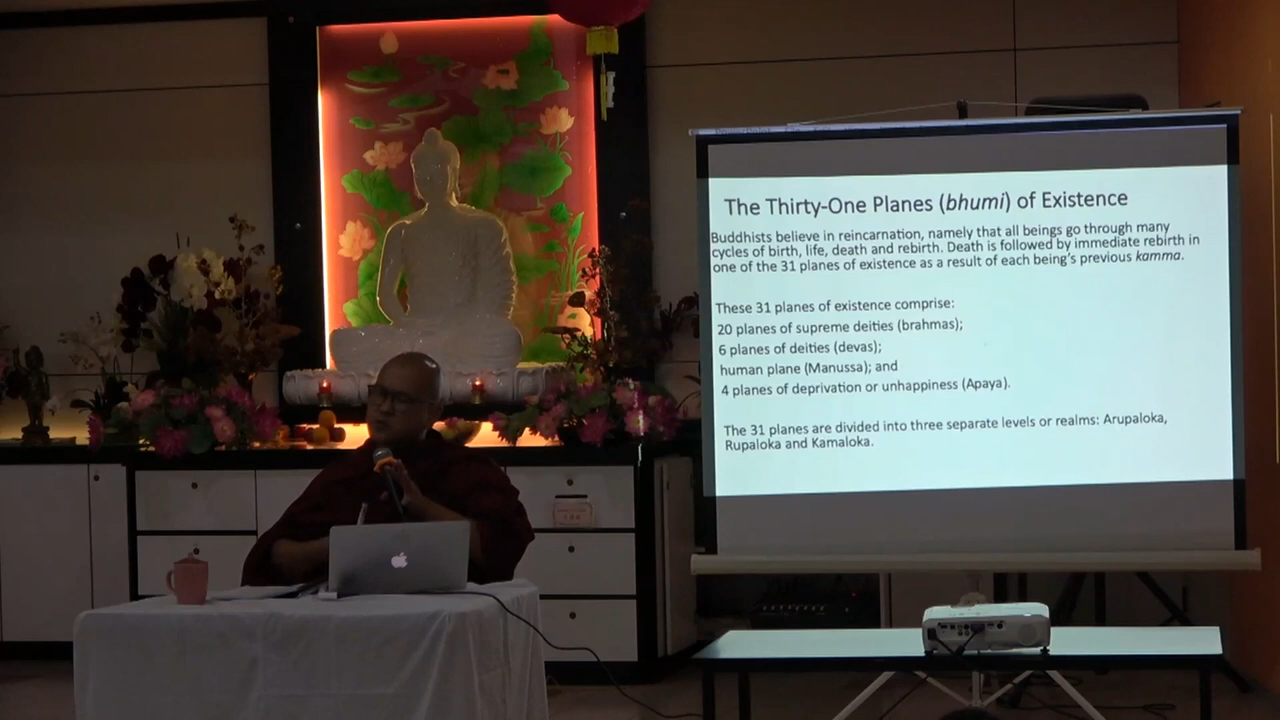 The Thirty-One Planes (bhumi) of Existence
Buddhists believe in reincarnation, namely that all beings go through many
cycles of birth, life, death and rebirth. Death is followed by immediate rebirth in
one of the 31 planes of existence as a result of each being's previous kamma.
These 31 planes of existence comprise:
20 planes of supreme deities (brahmas);
6 planes of deities (devas);
human plane (Manussa); and
4 planes of deprivation or unhappiness (Apaya).
The 31 planes are divided into three separate levels or realms: Arupaloka,
Rupaloka and Kamaloka.